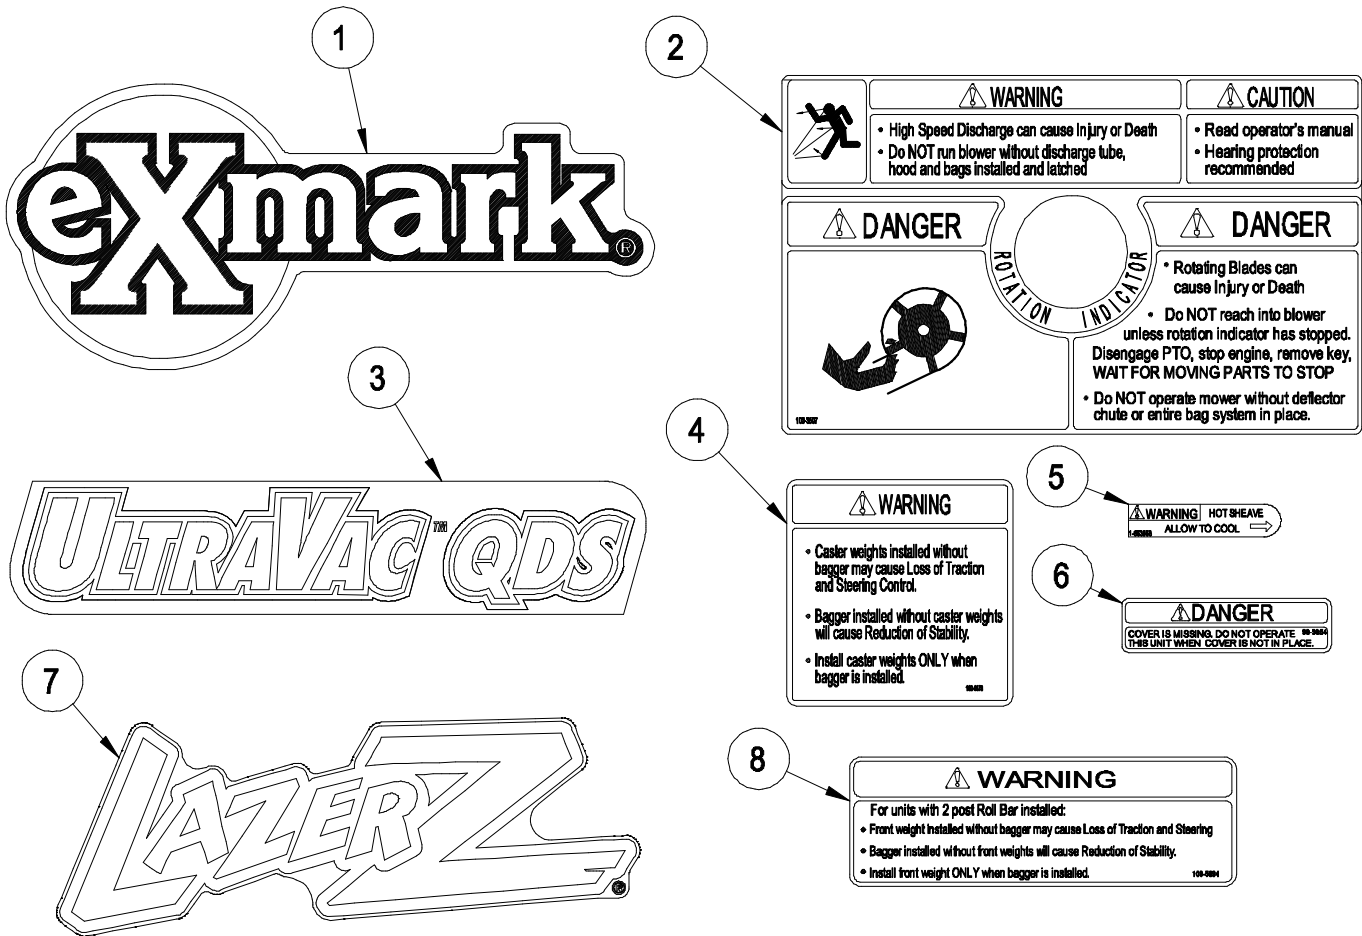 1
eXmark®
2
WARNING
• High Speed Discharge can cause Injury or Death
• Do NOT run blower without discharge tube,
hood and bags installed and latched
CAUTION
• Read operator's manual
• Hearing protection
recommended
DANGER
ROTATION INDICATOR
DANGER
• Rotating Blades can
cause Injury or Death
• Do NOT reach into blower
unless rotation indicator has stopped.
Disengage PTO, stop engine, remove key,
WAIT FOR MOVING PARTS TO STOP
• Do NOT operate mower without deflector
chute or entire bag system in place.
3
ULTRAVAC™ QDS
4
WARNING
• Caster weights installed without
bagger may cause Loss of Traction
and Steering Control.
• Bagger installed without caster weights
will cause Reduction of Stability.
• Install caster weights ONLY when
bagger is installed.
5
WARNING HOT SHEAVE
ALLOW TO COOL
6
DANGER
COVER IS MISSING. DO NOT OPERATE
THIS UNIT WHEN COVER IS NOT IN PLACE.
7
LAZER Z®
8
WARNING
For units with 2 post Roll Bar installed:
• Front weight installed without bagger may cause Loss of Traction and Steering
• Bagger installed without front weights will cause Reduction of Stability.
• Install front weight ONLY when bagger is installed.